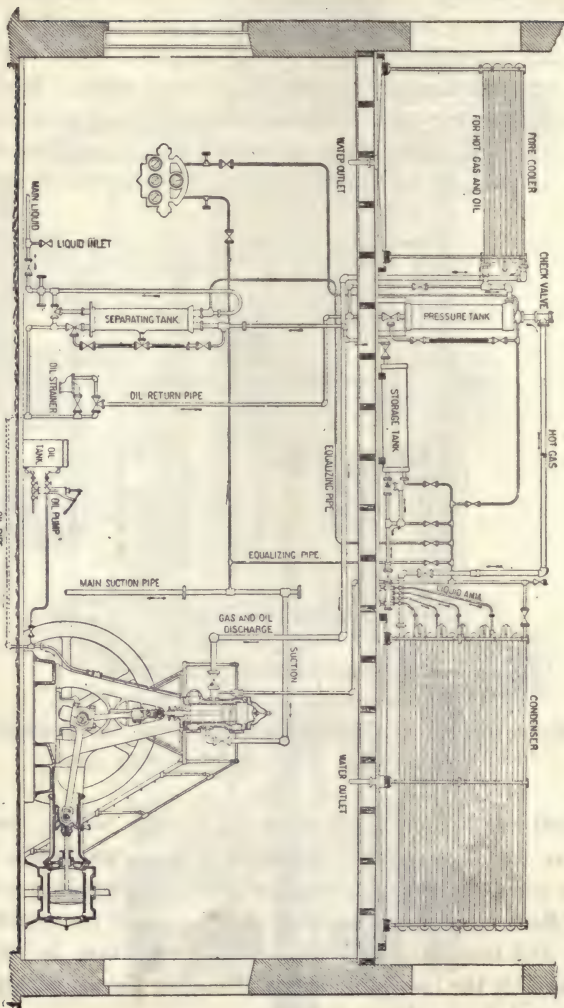 FORE COOLER
FOR HOT GAS AND OIL
WATER OUTLET
CHECK VALVE
PRESSURE TANK
HOT GAS
STORAGE TANK
MAIN LIQUID
LIQUID INLET
SEPARATING TANK
OIL STRAINER
OIL RETURN PIPE
EQUALIZING PIPE
OIL TANK
OIL PUMP
EQUALIZING PIPE
MAIN SUCTION PIPE
GAS AND OIL
DISCHARGE
SUCTION
LIQUID AM'A
CONDENSER
WATER OUTLET